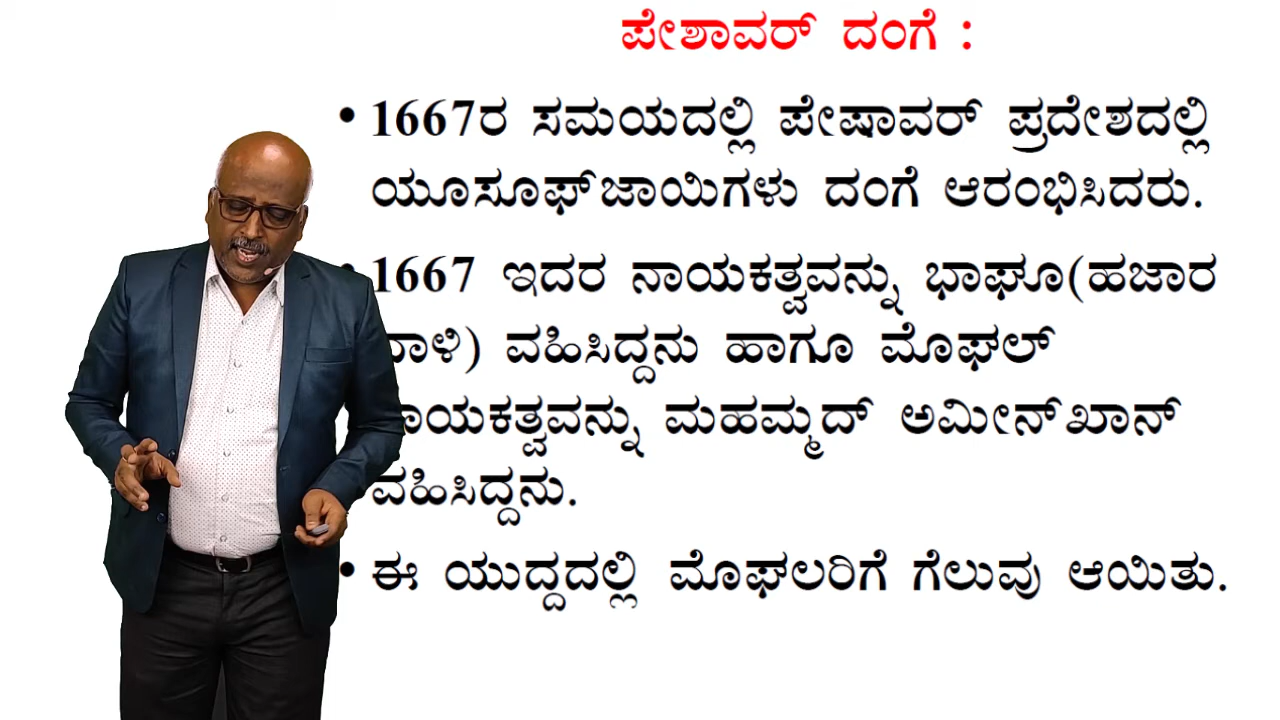 ಪೇಶಾವರ್ ದಂಗೆ :
• 1667ರ ಸಮಯದಲ್ಲಿ ಪೇಷಾವರ್ ಪ್ರದೇಶದಲ್ಲಿ
ಯೂಸೂಫ್‌ಜಾಯಿಗಳು ದಂಗೆ ಆರಂಭಿಸಿದರು.
• 1667 ಇದರ ನಾಯಕತ್ವವನ್ನು ಭಾಘೂ(ಹಜಾರ
ವಹಿಸಿದ್ದನು ಹಾಗೂ ಮೊಘಲ್
ಮಹಮ್ಮದ್ ಅಮೀನ್‌ಖಾನ್
ವಹಿಸಿದ್ದನು.
• ಈ ಯುದ್ದದಲ್ಲಿ ಮೊಘಲರಿಗೆ ಗೆಲುವು ಆಯಿತು.